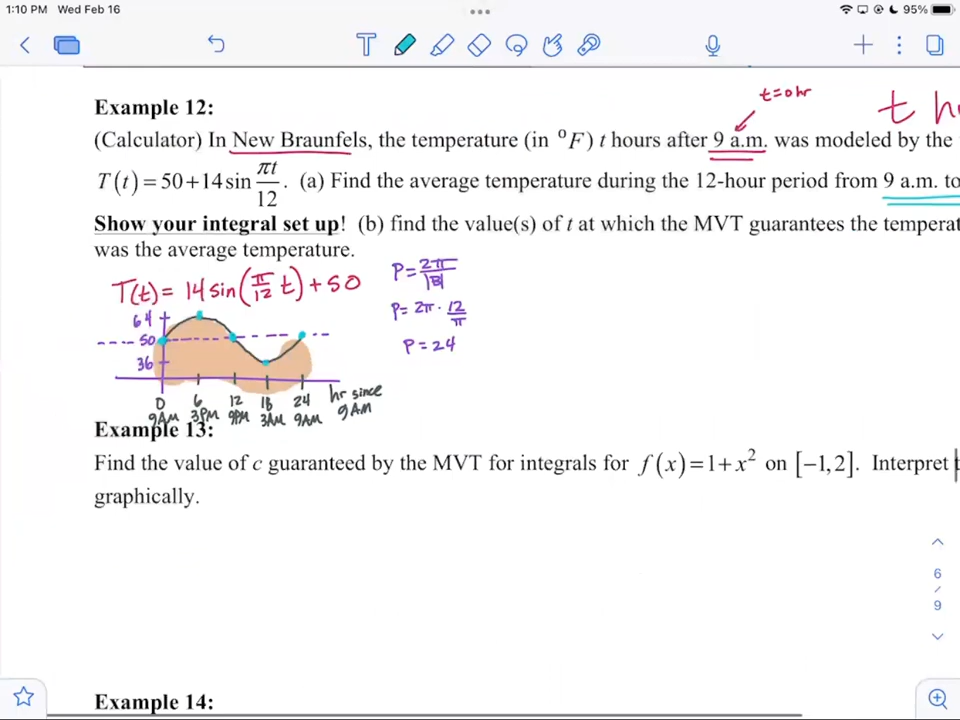 1:10 PM Wed Feb 16
95%
t=0hr
t h
Example 12:
(Calculator) In New Braunfels, the temperature (in °F) t hours after 9 a.m. was modeled by the
T(t) = 50+14sin πt/12. (a) Find the average temperature during the 12-hour period from 9 a.m. to
Show your integral set up! (b) find the value(s) of t at which the MVT guarantees the temperat
was the average temperature.
T(t) = 14 sin(π/12 t) + 50
P = 2π/|B|
P = 2π · 12/π
P = 24
64
50
36
0 6 12 18 24 hr since
9AM 3PM 9PM 3AM 9AM 9AM
Example 13:
Find the value of c guaranteed by the MVT for integrals for f(x)=1+x² on [−1,2]. Interpret t
graphically.
6
/
9
Example 14: